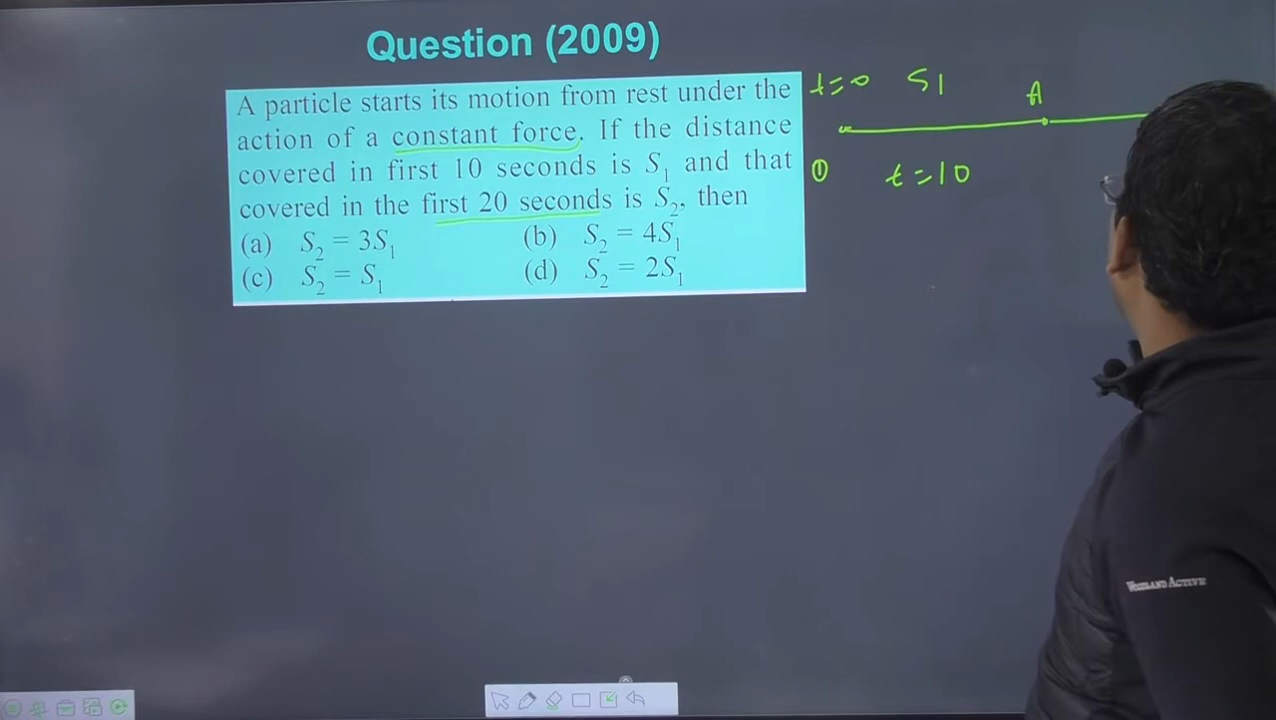 Question (2009)
A particle starts its motion from rest under the
action of a constant force. If the distance
covered in first 10 seconds is S₁ and that
covered in the first 20 seconds is S₂, then
(a) S₂ = 3S₁ (b) S₂ = 4S₁
(c) S₂ = S₁ (d) S₂ = 2S₁
t=0 S1 A
① t=10
WOODLAND ACTIVE